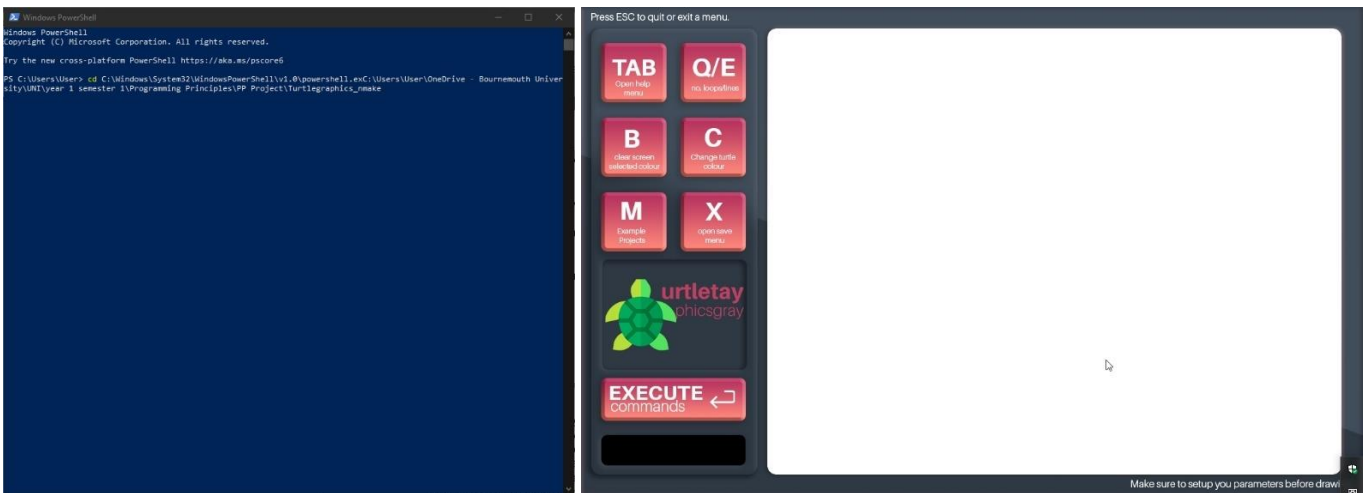 Windows PowerShell
Windows PowerShell
Copyright (C) Microsoft Corporation. All rights reserved.
Try the new cross-platform PowerShell https://aka.ms/pscore6
PS C:\Users\User> cd C:\Windows\System32\WindowsPowerShell\v1.0\powershell.exC:\Users\User\OneDrive - Bournemouth Univer
sity\UNI\year 1 semester 1\Programming Principles\PP Project\Turtlegraphics_nmake
Press ESC to quit or exit a menu.
TAB
Open help
menu
Q/E
no. loops/lines
B
clear screen
selected colour
C
Change turtle
colour
M
Example
Projects
X
open save
menu
urtletay
phicsgray
EXECUTE
commands
Make sure to setup you parameters before drawi